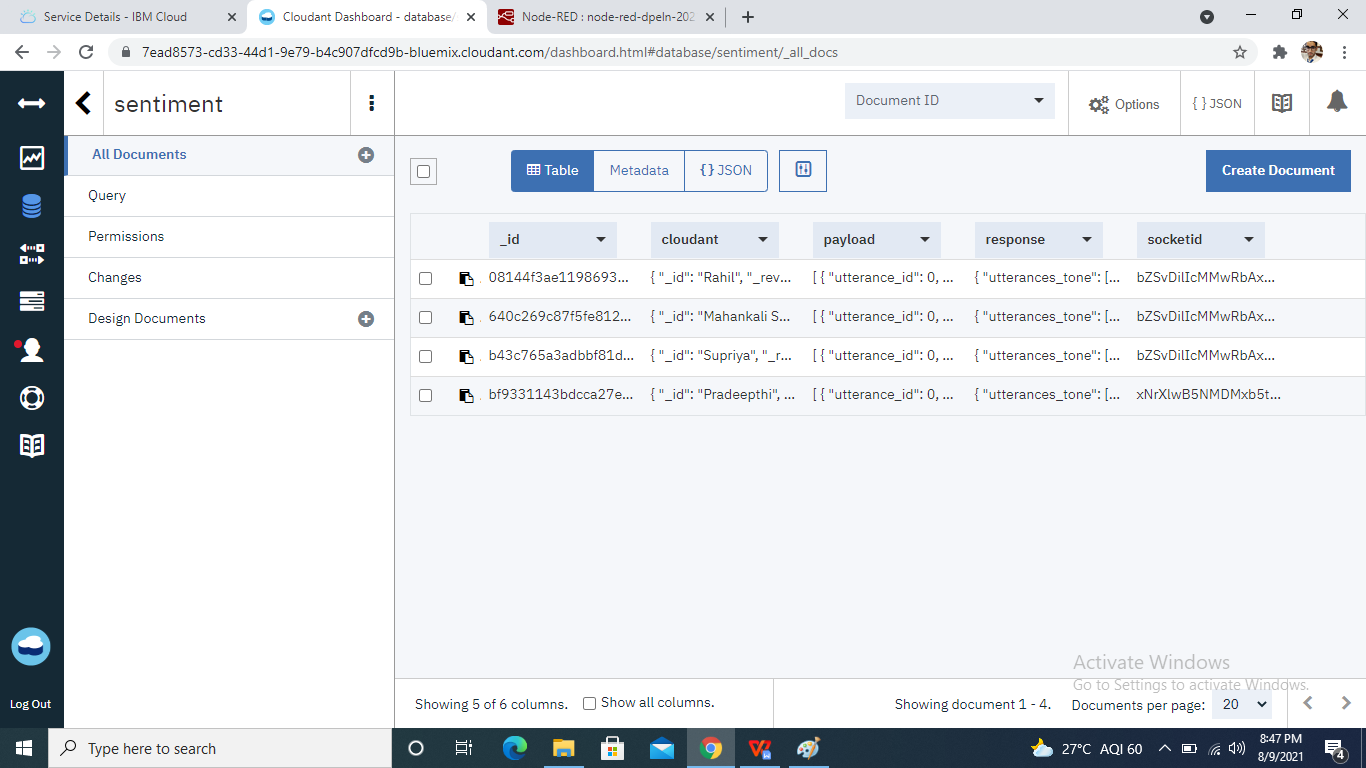 Service Details - IBM Cloud
Cloudant Dashboard - database/
Node-RED : node-red-dpeln-202
7ead8573-cd33-44d1-9e79-b4c907dfcd9b-bluemix.cloudant.com/dashboard.html#database/sentiment/_all_docs
sentiment
Document ID
Options
{ } JSON
All Documents
Query
Permissions
Changes
Design Documents
Table
Metadata
{ } JSON
Create Document
_id cloudant payload response socketid
08144f3ae1198693... { "_id": "Rahil", "_rev... [ { "utterance_id": 0, ... { "utterances_tone": [... bZSvDilIcMMwRbAx...
640c269c87f5fe812... { "_id": "Mahankali S... [ { "utterance_id": 0, ... { "utterances_tone": [... bZSvDilIcMMwRbAx...
b43c765a3adbbf81d... { "_id": "Supriya", "_r... [ { "utterance_id": 0, ... { "utterances_tone": [... bZSvDilIcMMwRbAx...
bf9331143bdcca27e... { "_id": "Pradeepthi", ... [ { "utterance_id": 0, ... { "utterances_tone": [... xNrXlwB5NMDMxb5t...
Activate Windows
Go to Settings to activate Windows.
Showing 5 of 6 columns.
Show all columns.
Showing document 1 - 4.
Documents per page: 20
Log Out
Type here to search
27°C AQI 60
8:47 PM
8/9/2021
4